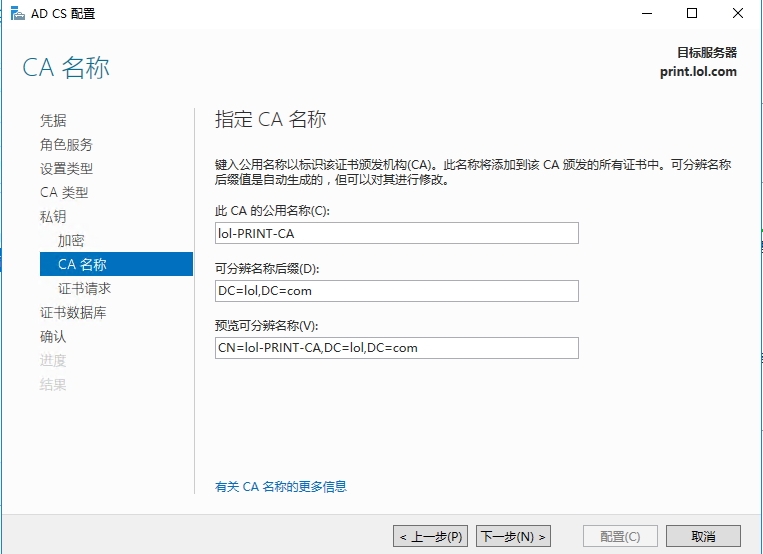 AD CS 配置
CA 名称
目标服务器
print.lol.com
凭据
角色服务
设置类型
CA 类型
私钥
加密
CA 名称
证书请求
证书数据库
确认
进度
结果
指定 CA 名称
键入公用名称以标识该证书颁发机构(CA)。此名称将添加到该 CA 颁发的所有证书中。可分辨名称
后缀值是自动生成的，但可以对其进行修改。
此 CA 的公用名称(C):
lol-PRINT-CA
可分辨名称后缀(D):
DC=lol,DC=com
预览可分辨名称(V):
CN=lol-PRINT-CA,DC=lol,DC=com
有关 CA 名称的更多信息
< 上一步(P)
下一步(N) >
配置(C)
取消